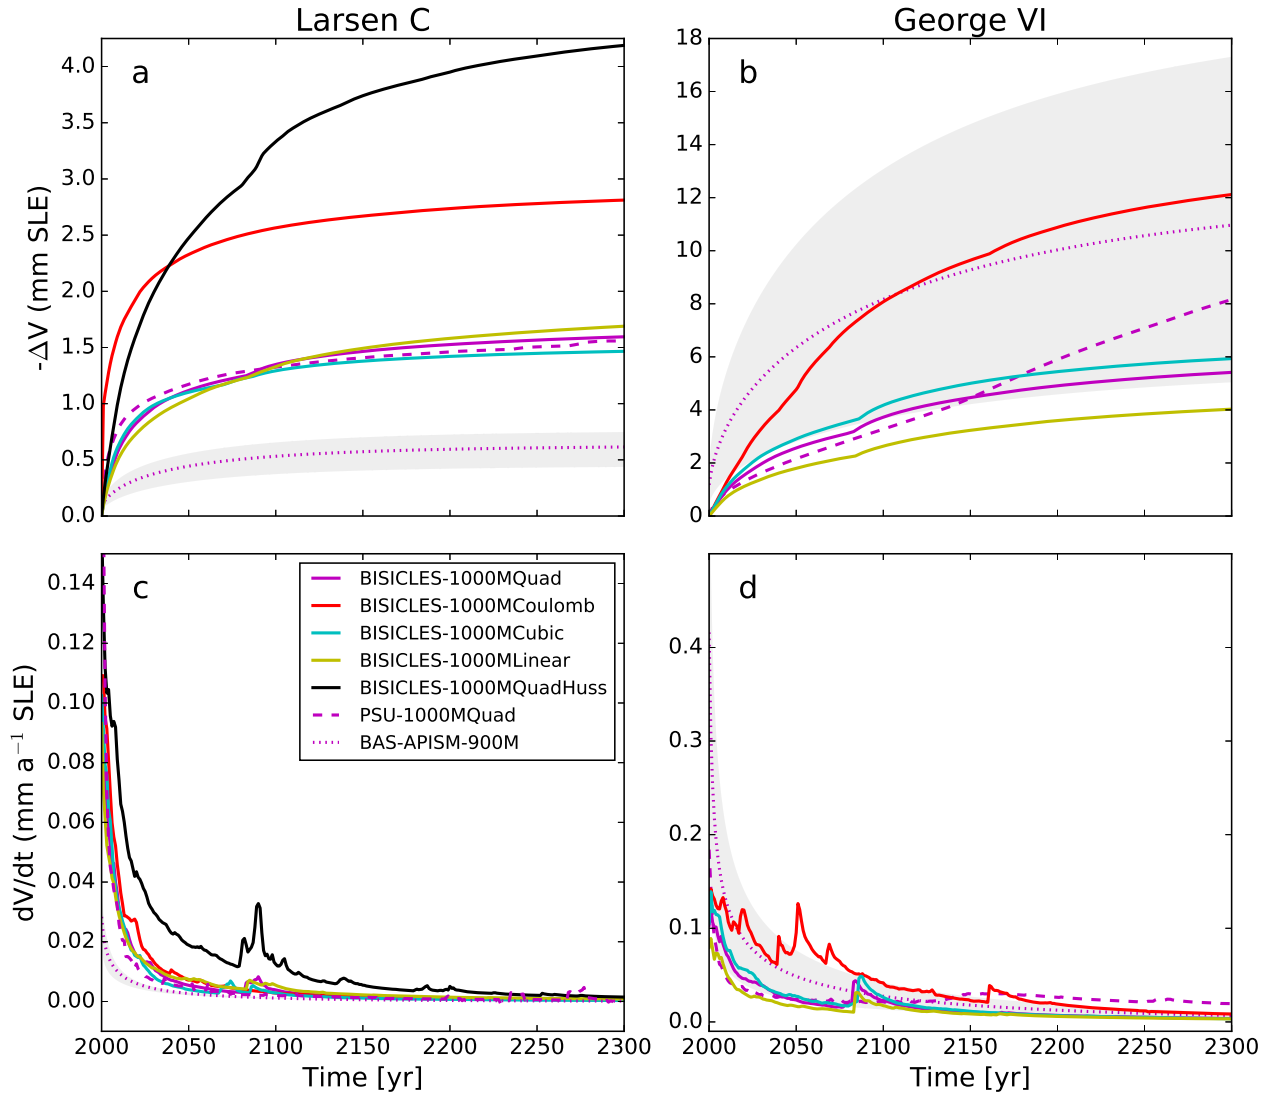 Larsen C
George VI
a
b
-ΔV (mm SLE)
4.0
3.5
3.0
2.5
2.0
1.5
1.0
0.5
0.0
18
16
14
12
10
8
6
4
2
0
c
d
dV/dt (mm a⁻¹ SLE)
0.14
0.12
0.10
0.08
0.06
0.04
0.02
0.00
BISICLES-1000MQuad
BISICLES-1000MCoulomb
BISICLES-1000MCubic
BISICLES-1000MLinear
BISICLES-1000MQuadHuss
PSU-1000MQuad
BAS-APISM-900M
0.4
0.3
0.2
0.1
0.0
2000 2050 2100 2150 2200 2250 2300
2000 2050 2100 2150 2200 2250 2300
Time [yr]
Time [yr]